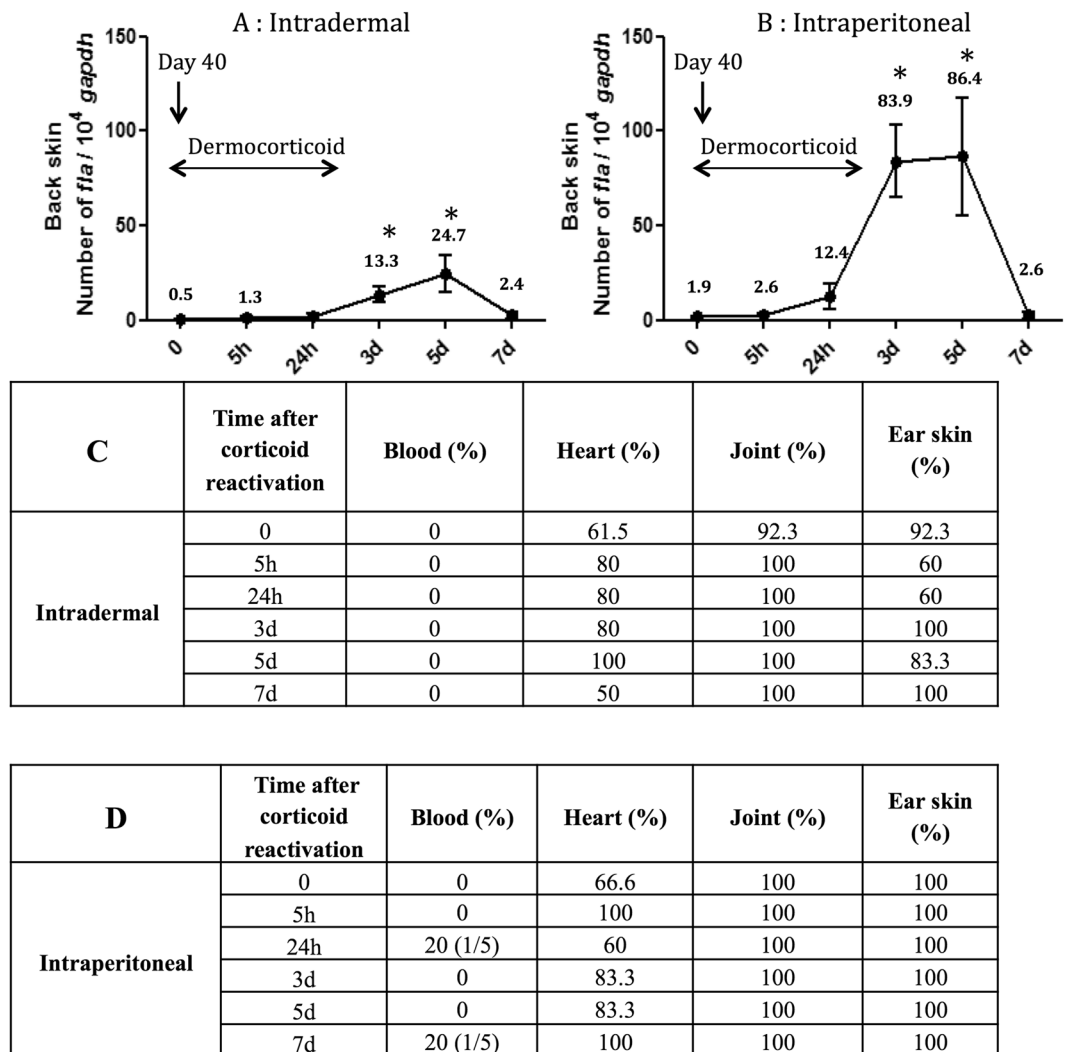 A : Intradermal
150
100
50
0
Back skin
Number of fla / 10⁴ gapdh
Day 40
Dermocorticoid
0.5
1.3
13.3
*
24.7
*
2.4
0
5h
24h
3d
5d
7d
B : Intraperitoneal
150
100
50
0
Back skin
Number of fla / 10⁴ gapdh
Day 40
Dermocorticoid
1.9
2.6
12.4
*
83.9
*
86.4
2.6
0
5h
24h
3d
5d
7d
C
Time after
corticoid
reactivation
Blood (%)
Heart (%)
Joint (%)
Ear skin
(%)
Intradermal
0 0 61.5 92.3 92.3
5h 0 80 100 60
24h 0 80 100 60
3d 0 80 100 100
5d 0 100 100 83.3
7d 0 50 100 100
D
Time after
corticoid
reactivation
Blood (%)
Heart (%)
Joint (%)
Ear skin
(%)
Intraperitoneal
0 0 66.6 100 100
5h 0 100 100 100
24h 20 (1/5) 60 100 100
3d 0 83.3 100 100
5d 0 83.3 100 100
7d 20 (1/5) 100 100 100